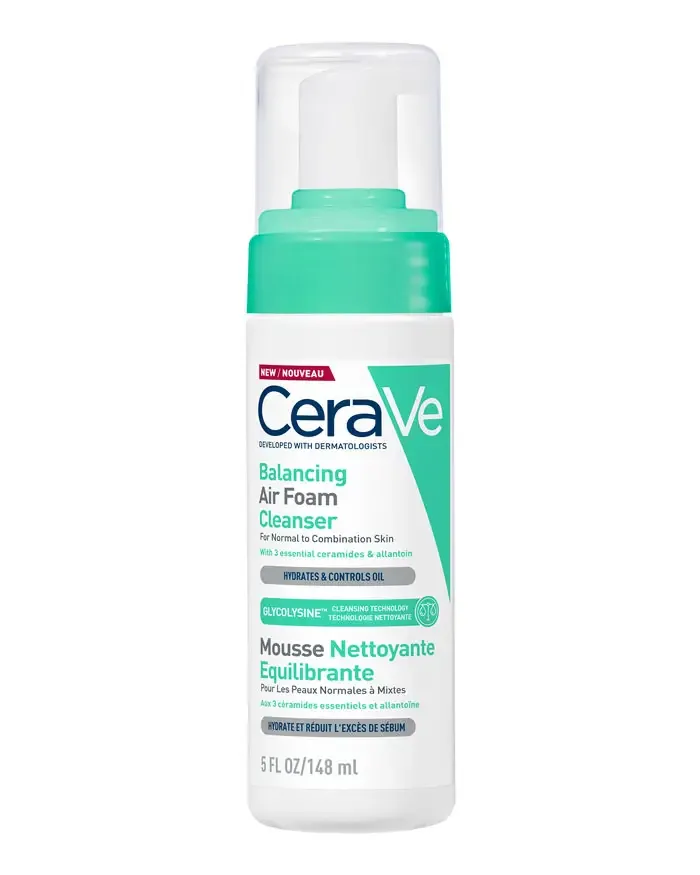 NEW / NOUVEAU
CeraVe
DEVELOPED WITH DERMATOLOGISTS
Balancing
Air Foam
Cleanser
For Normal to Combination Skin
With 3 essential ceramides & allantoin
HYDRATES & CONTROLS OIL
GLYCOLYSINE™ CLEANSING TECHNOLOGY
TECHNOLOGIE NETTOYANTE
Mousse Nettoyante
Equilibrante
Pour Les Peaux Normales à Mixtes
Aux 3 céramides essentiels et allantoïne
HYDRATE ET RÉDUIT L'EXCÈS DE SÉBUM
5 FL OZ/148 ml